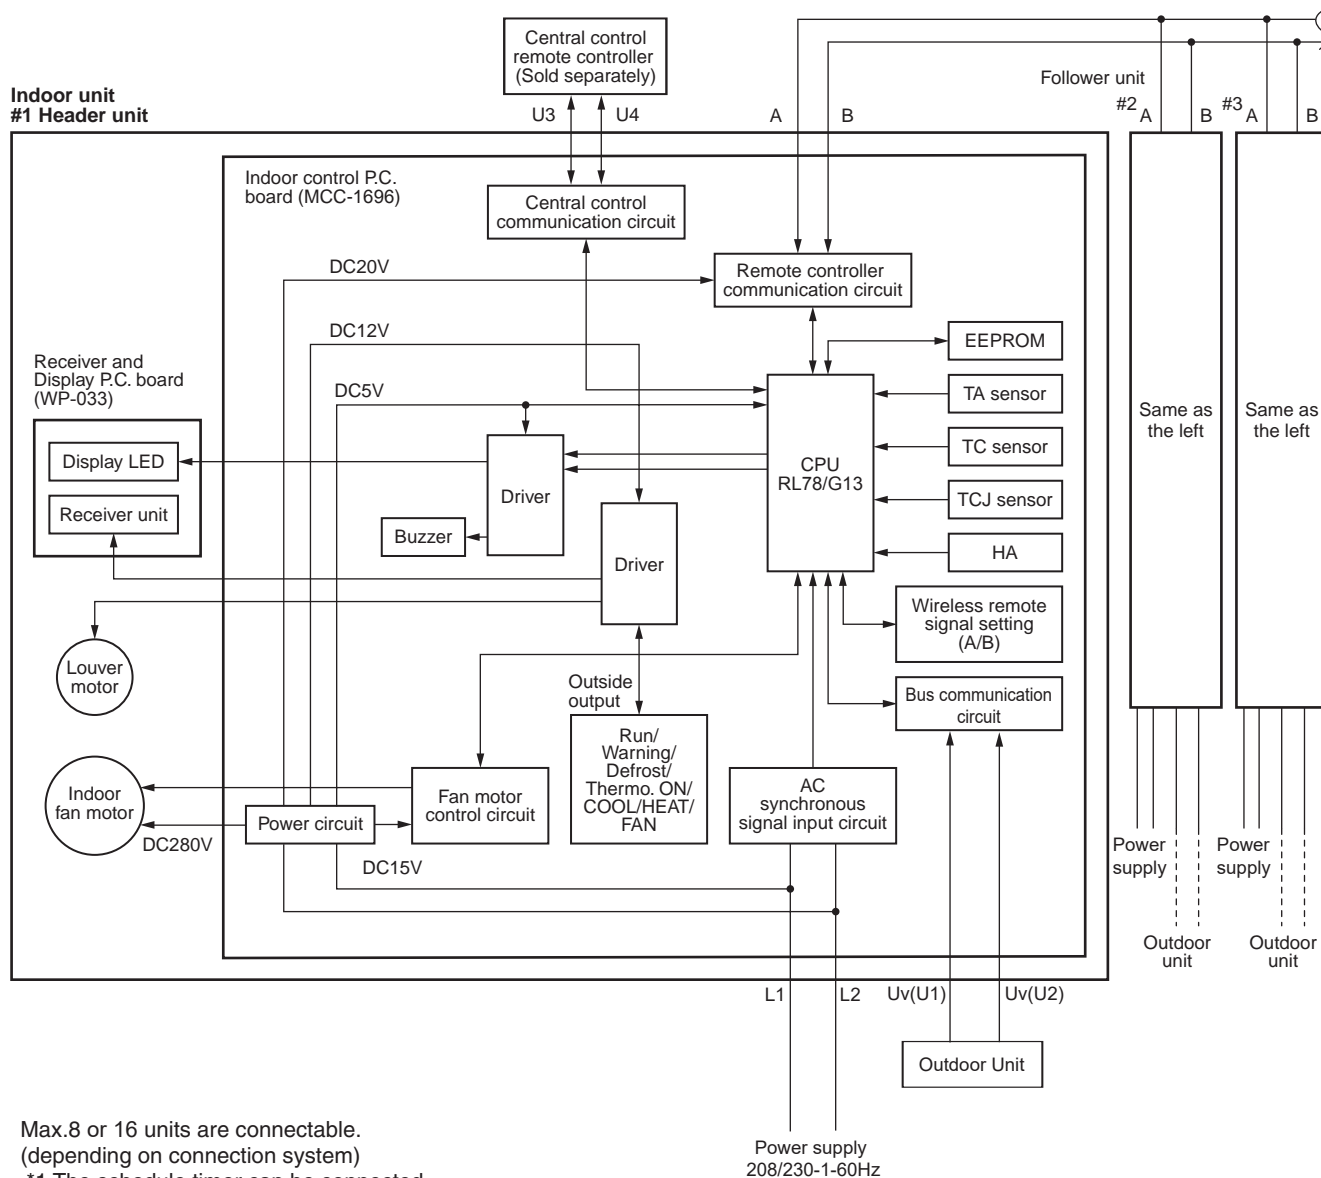 Central control
remote controller
(Sold separately)
Indoor unit
#1 Header unit
U3
U4
A
B
Follower unit
#2
A
B
#3
A
B
Indoor control P.C.
board (MCC-1696)
Central control
communication circuit
DC20V
Remote controller
communication circuit
DC12V
EEPROM
Receiver and
Display P.C. board
(WP-033)
DC5V
TA sensor
Same as
the left
Same as
the left
Display LED
TC sensor
CPU
RL78/G13
Driver
TCJ sensor
Receiver unit
Buzzer
HA
Driver
Wireless remote
signal setting
(A/B)
Louver
motor
Outside
output
Bus communication
circuit
Run/
Warning/
Defrost/
Thermo. ON/
COOL/HEAT/
FAN
Indoor
fan motor
Fan motor
control circuit
AC
synchronous
signal input circuit
Power circuit
DC280V
DC15V
Power
supply
Power
supply
Outdoor
unit
Outdoor
unit
L1
L2
Uv(U1)
Uv(U2)
Outdoor Unit
Max.8 or 16 units are connectable.
(depending on connection system)
*1 The schedule timer can be connected
Power supply
208/230-1-60Hz